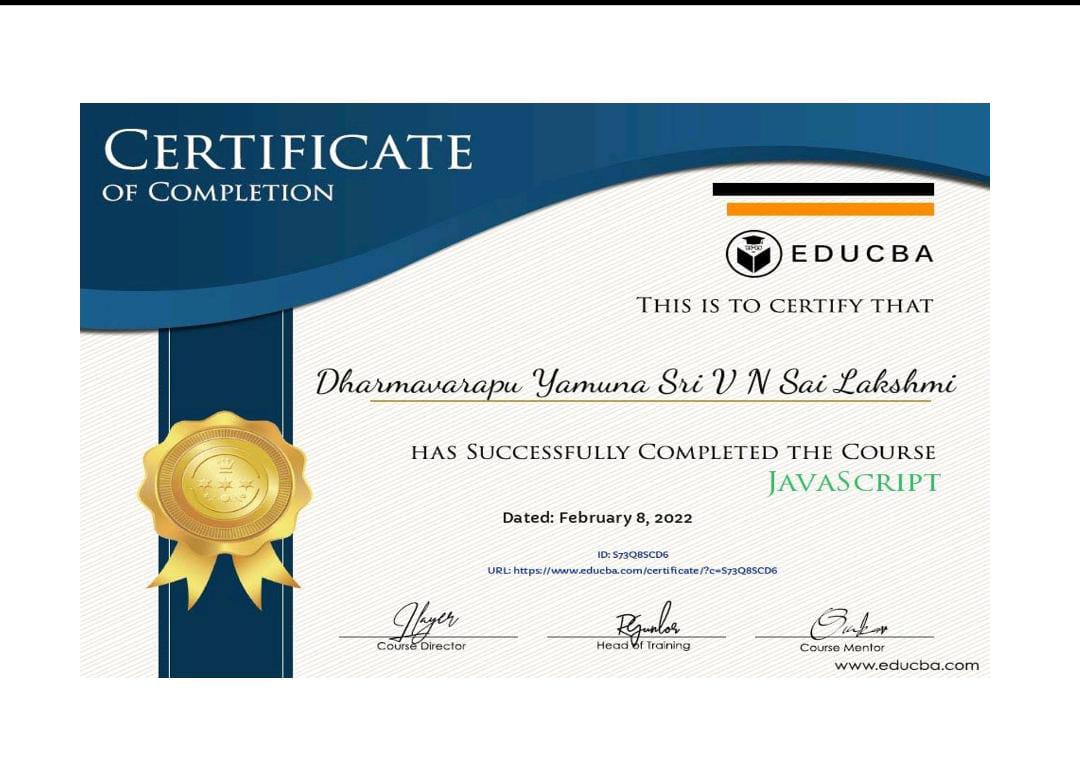 CERTIFICATE
OF COMPLETION
EDUCBA
THIS IS TO CERTIFY THAT
Dharmavarapu Yamuna Sri V N Sai Lakshmi
HAS SUCCESSFULLY COMPLETED THE COURSE
JAVASCRIPT
Dated: February 8, 2022
ID: S73Q8SCD6
URL: https://www.educba.com/certificate/?c=S73Q8SCD6
Course Director
Head of Training
Course Mentor
www.educba.com